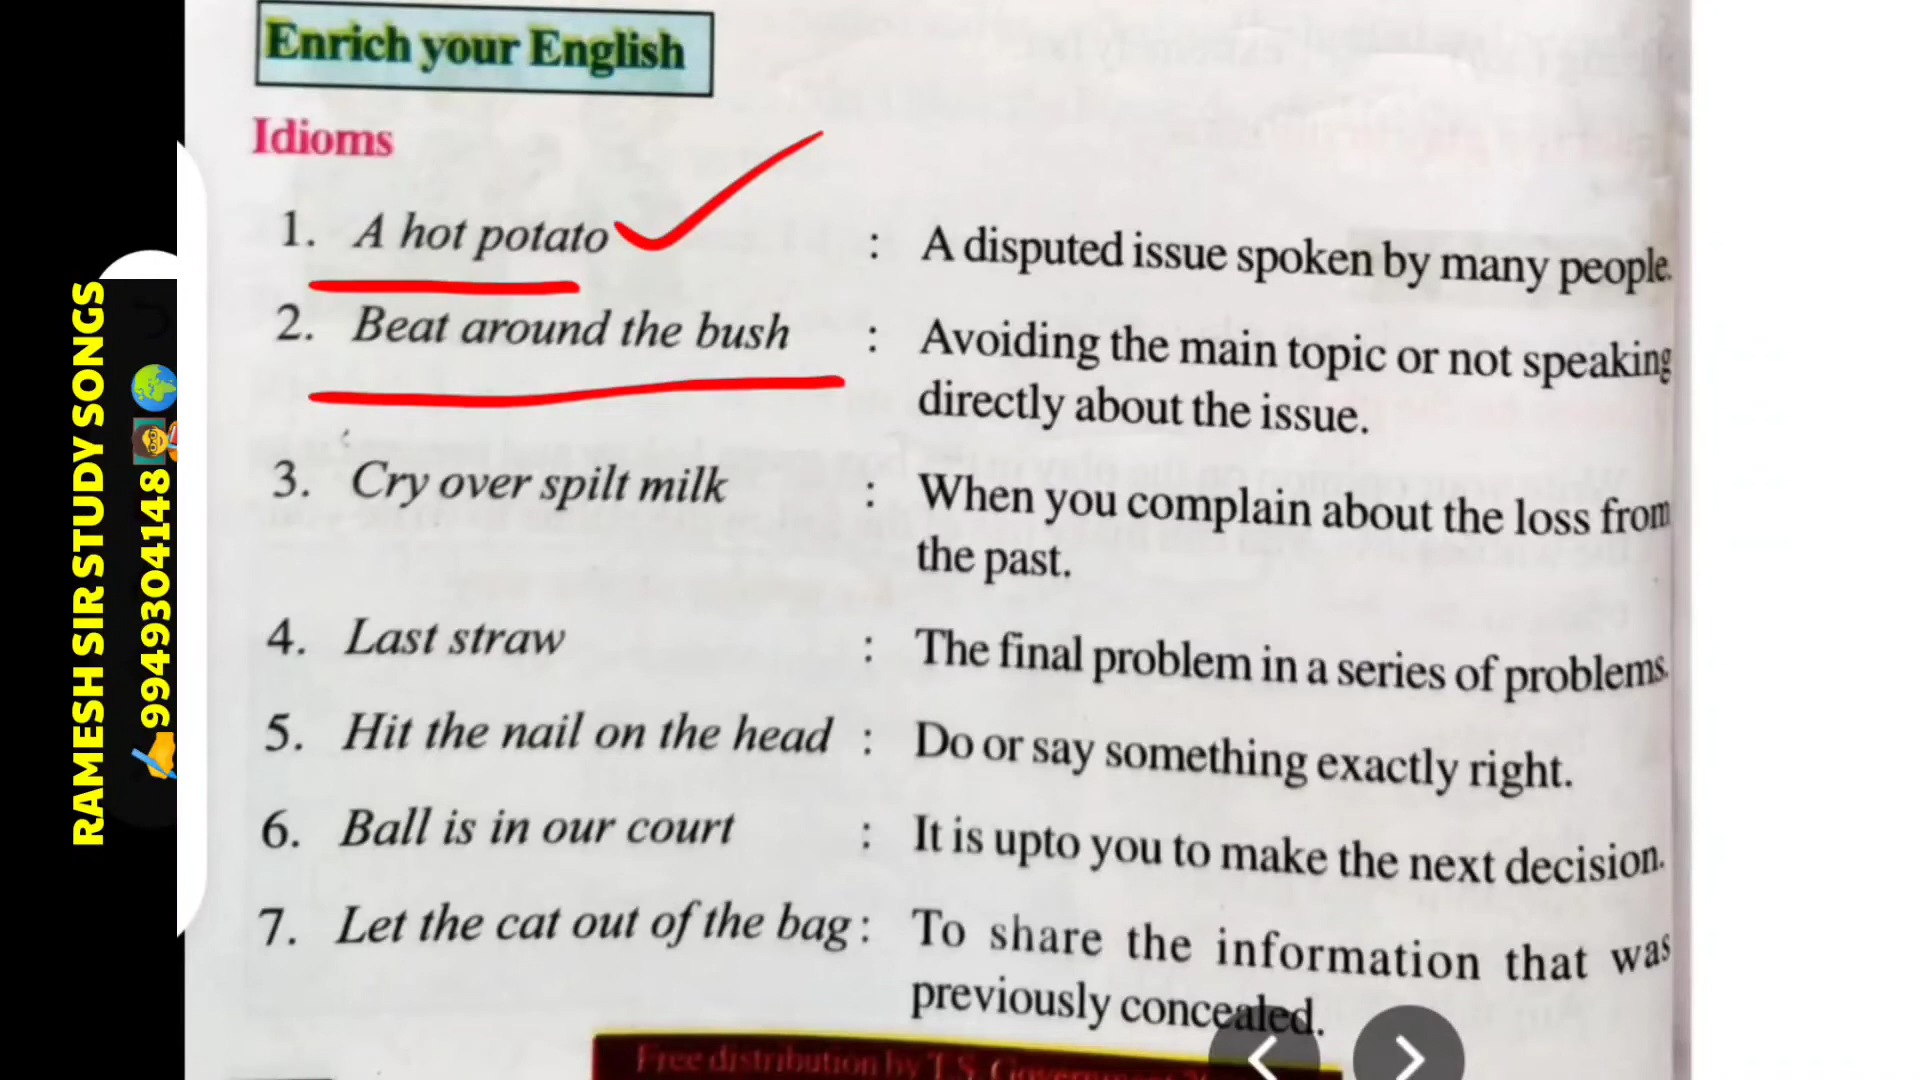 Enrich your English
Idioms
1. A hot potato : A disputed issue spoken by many people.
2. Beat around the bush : Avoiding the main topic or not speaking
directly about the issue.
3. Cry over spilt milk : When you complain about the loss from
the past.
4. Last straw : The final problem in a series of problems.
5. Hit the nail on the head : Do or say something exactly right.
6. Ball is in our court : It is upto you to make the next decision.
7. Let the cat out of the bag : To share the information that was
previously concealed.
Free distribution by T.S.
RAMESH SIR STUDY SONGS
9949304148